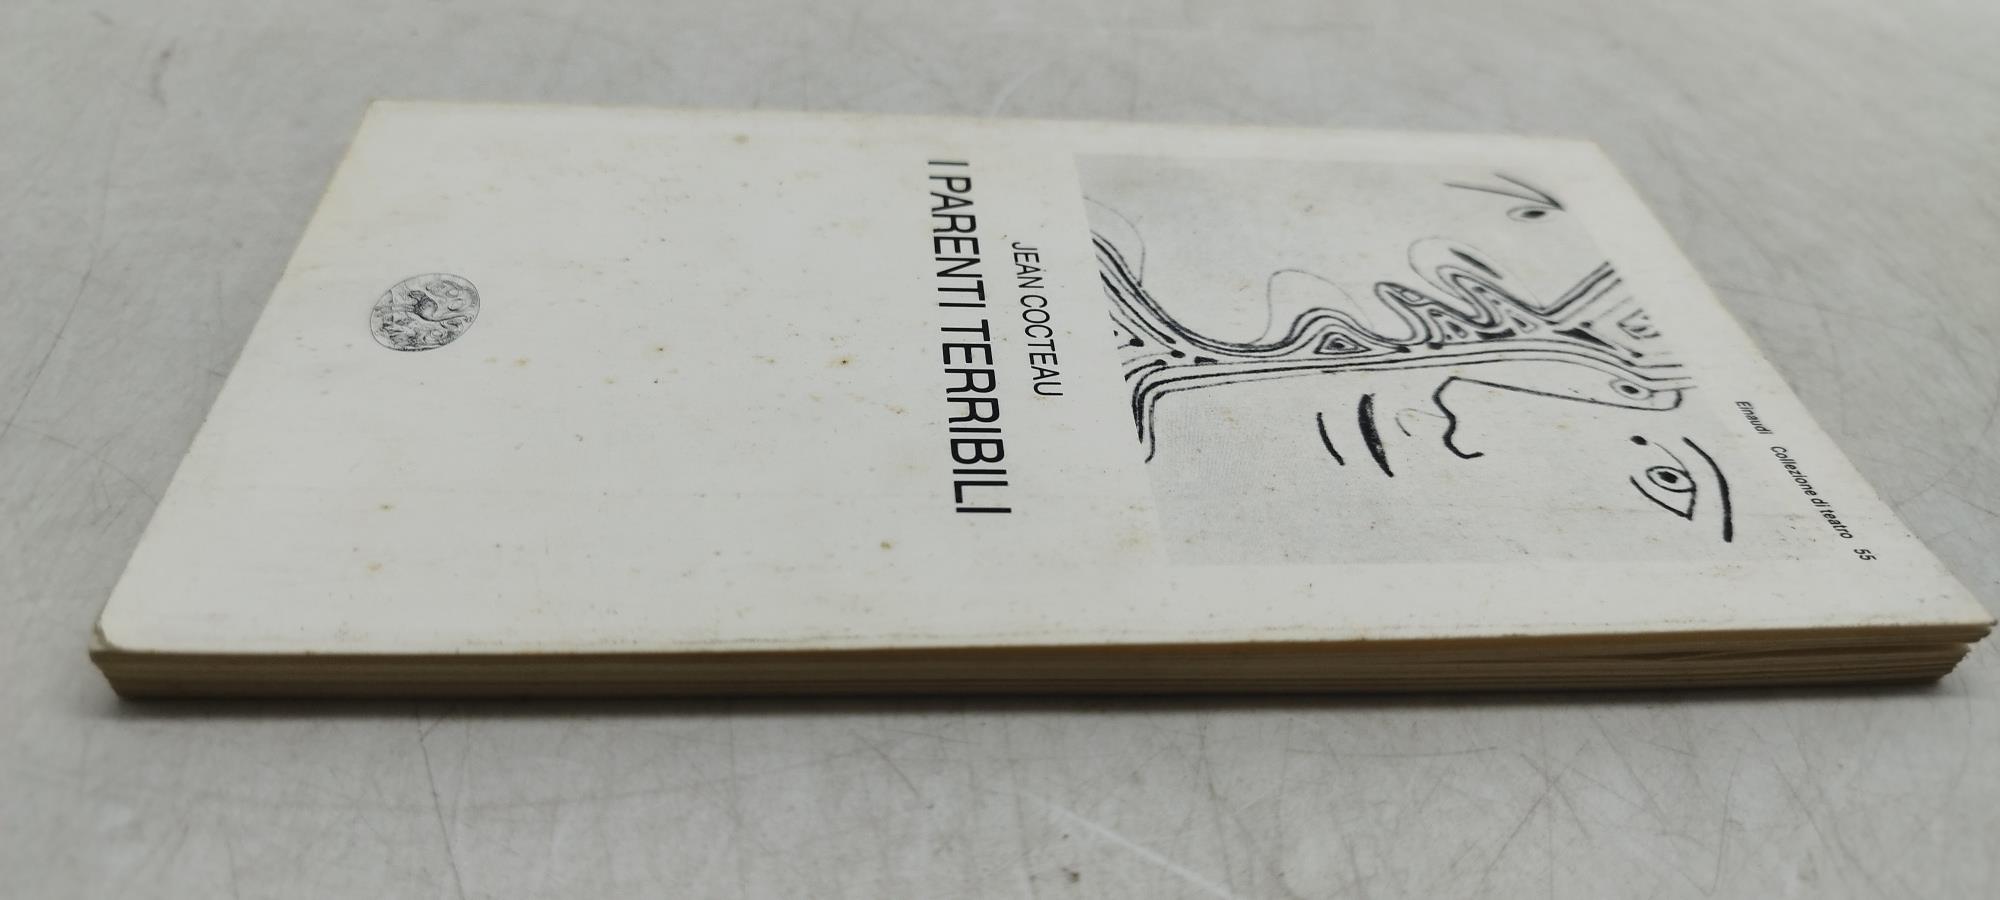 Einaudi Collezione di teatro 55
JEAN COCTEAU
I PARENTI TERRIBILI